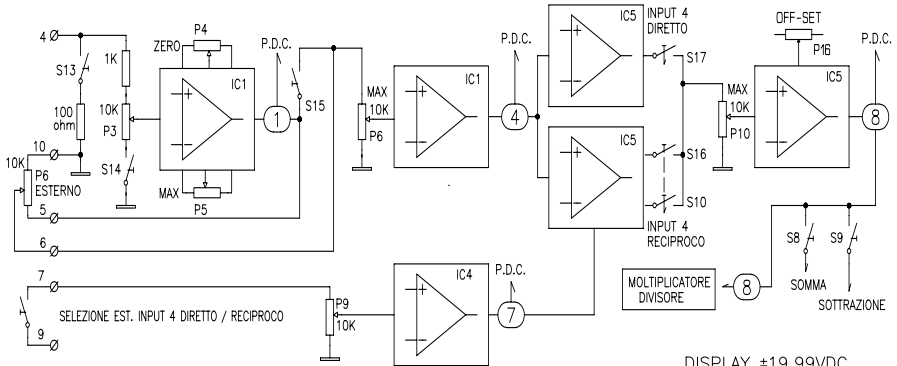 4
S13
100
ohm
1K
10K
P3
S14
ZERO
P4
IC1
MAX
P5
P.D.C.
1
S15
10
10K
P6
ESTERNO
5
6
MAX
10K
P6
IC1
P.D.C.
4
IC5
INPUT 4
DIRETTO
S17
IC5
S16
S10
INPUT 4
RECIPROCO
OFF-SET
P16
MAX
10K
P10
IC5
P.D.C.
8
S8
SOMMA
S9
SOTTRAZIONE
MOLTIPLICATORE
DIVISORE
8
7
SELEZIONE EST. INPUT 4 DIRETTO / RECIPROCO
9
P9
10K
IC4
P.D.C.
7
DISPLAY ±19.99VDC